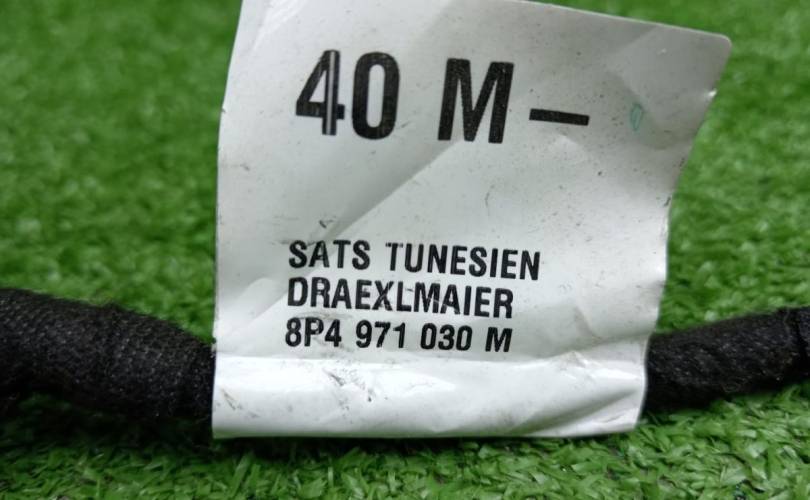 40 M –
SATS TUNESIEN
DRAEXLMAIER
8P4 971 030 M